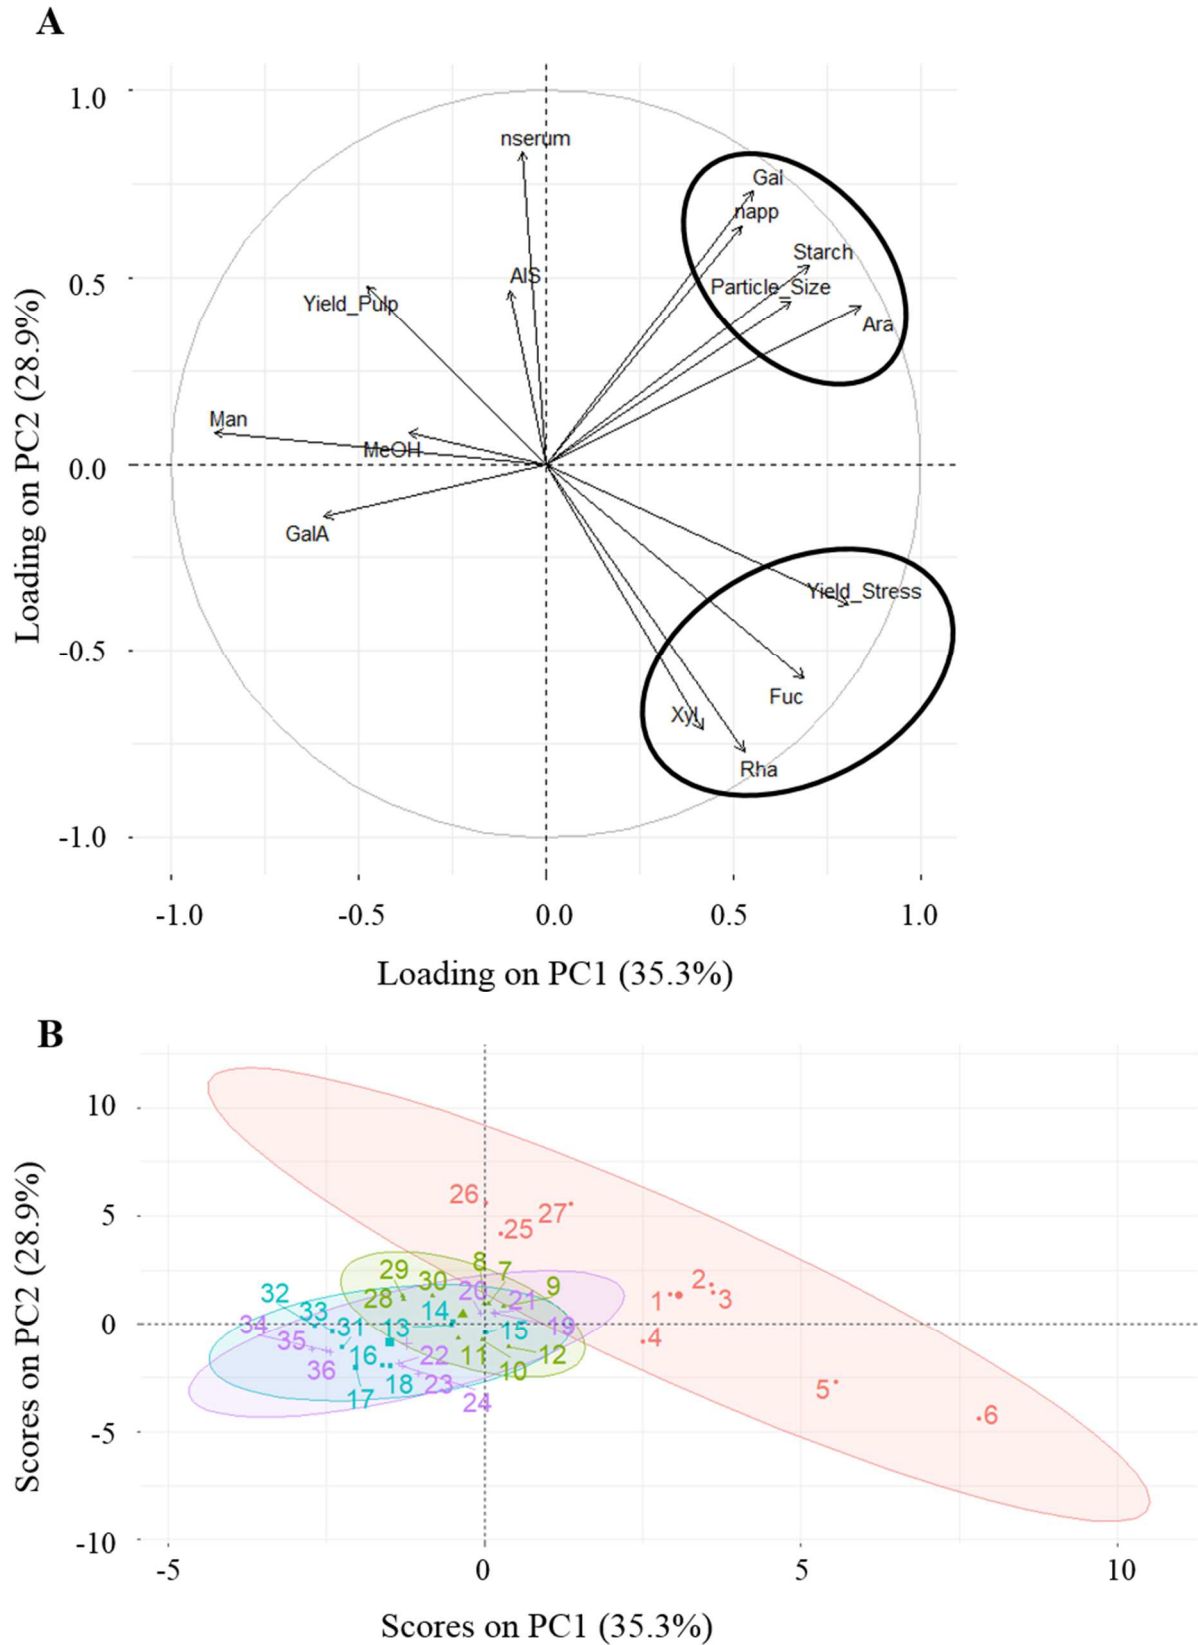 A
1.0
nserum
Gal
napp
Starch
AIS
0.5
Particle_Size
Yield_Pulp
Ara
Man
MeOH
0.0
GalA
Yield_Stress
-0.5
Fuc
Xyl
Rha
-1.0
Loading on PC2 (28.9%)
-1.0 -0.5 0.0 0.5 1.0
Loading on PC1 (35.3%)
B
10
26
27
5
25
8
29 7
2
30 9
32 28 20 21 1 3
33 14
0 34 31 13 15 19 4
35
16 22 11 12
36 10
17 18 23 5
24
6
-5
-10
Scores on PC2 (28.9%)
-5 0 5 10
Scores on PC1 (35.3%)